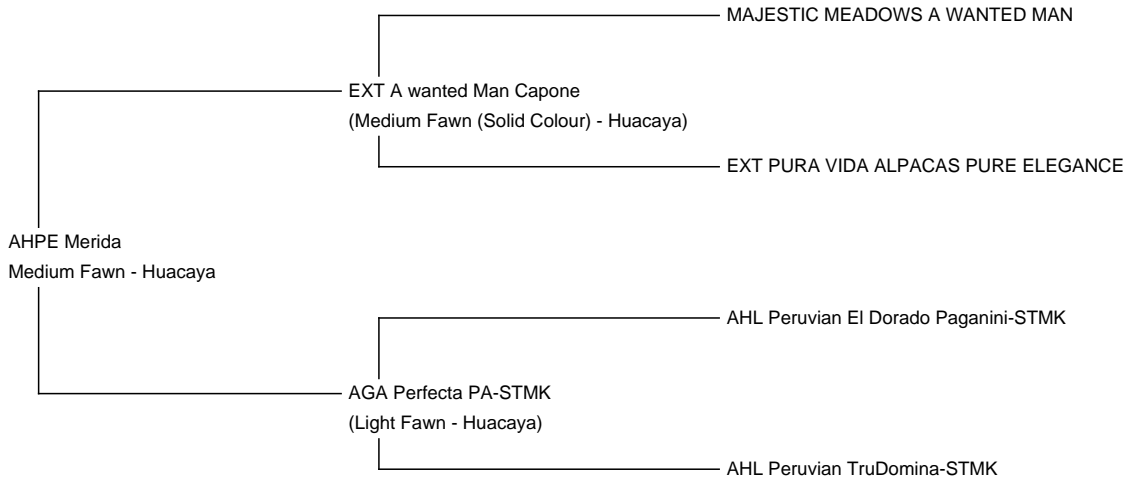 MAJESTIC MEADOWS A WANTED MAN
EXT A wanted Man Capone
(Medium Fawn (Solid Colour) - Huacaya)
EXT PURA VIDA ALPACAS PURE ELEGANCE
AHPE Merida
Medium Fawn - Huacaya
AHL Peruvian El Dorado Paganini-STMK
AGA Perfecta PA-STMK
(Light Fawn - Huacaya)
AHL Peruvian TruDomina-STMK